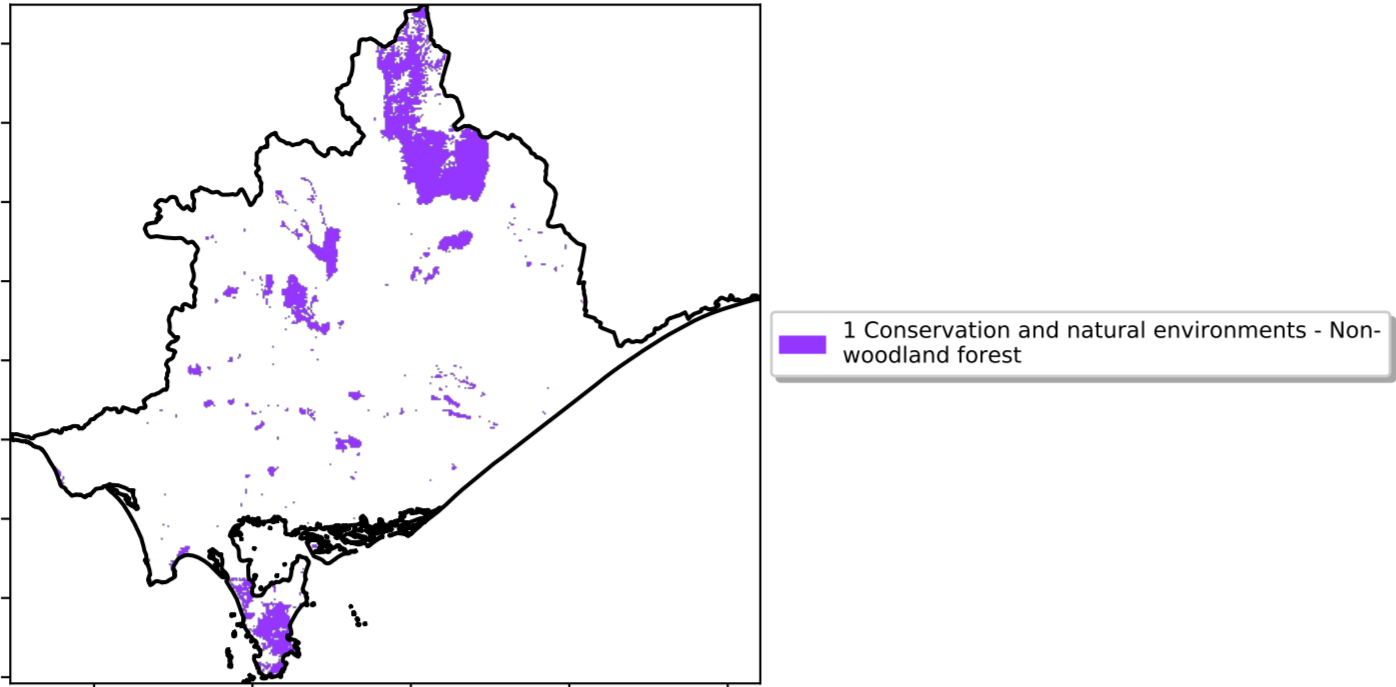 1 Conservation and natural environments - Non-
woodland forest